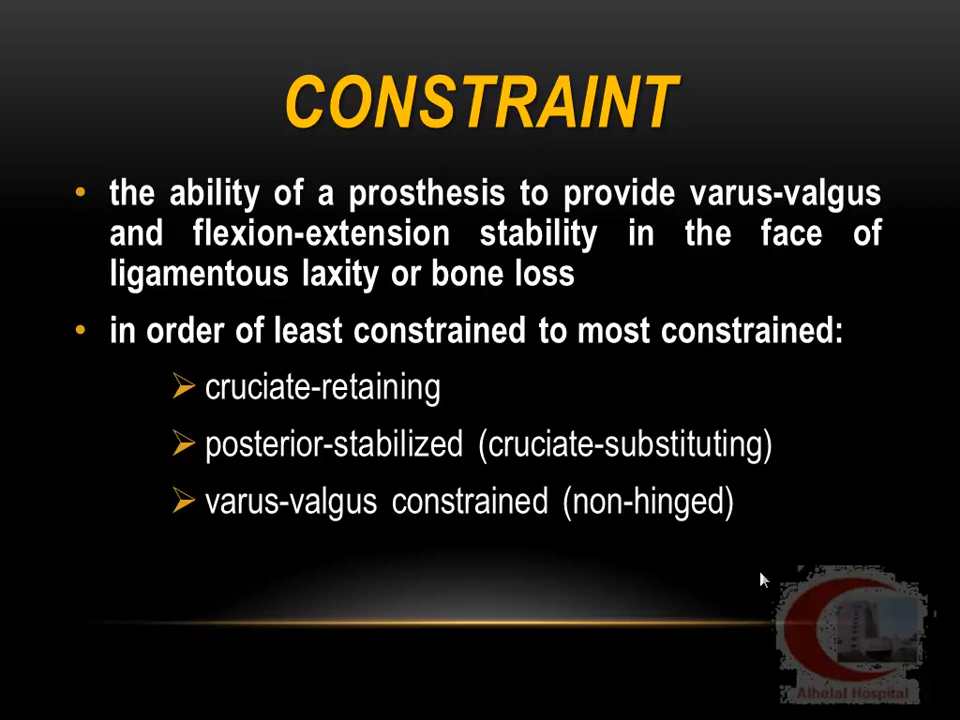 CONSTRAINT
• the ability of a prosthesis to provide varus-valgus
and flexion-extension stability in the face of
ligamentous laxity or bone loss
• in order of least constrained to most constrained:
➢ cruciate-retaining
➢ posterior-stabilized (cruciate-substituting)
➢ varus-valgus constrained (non-hinged)
Alhelal Hospital